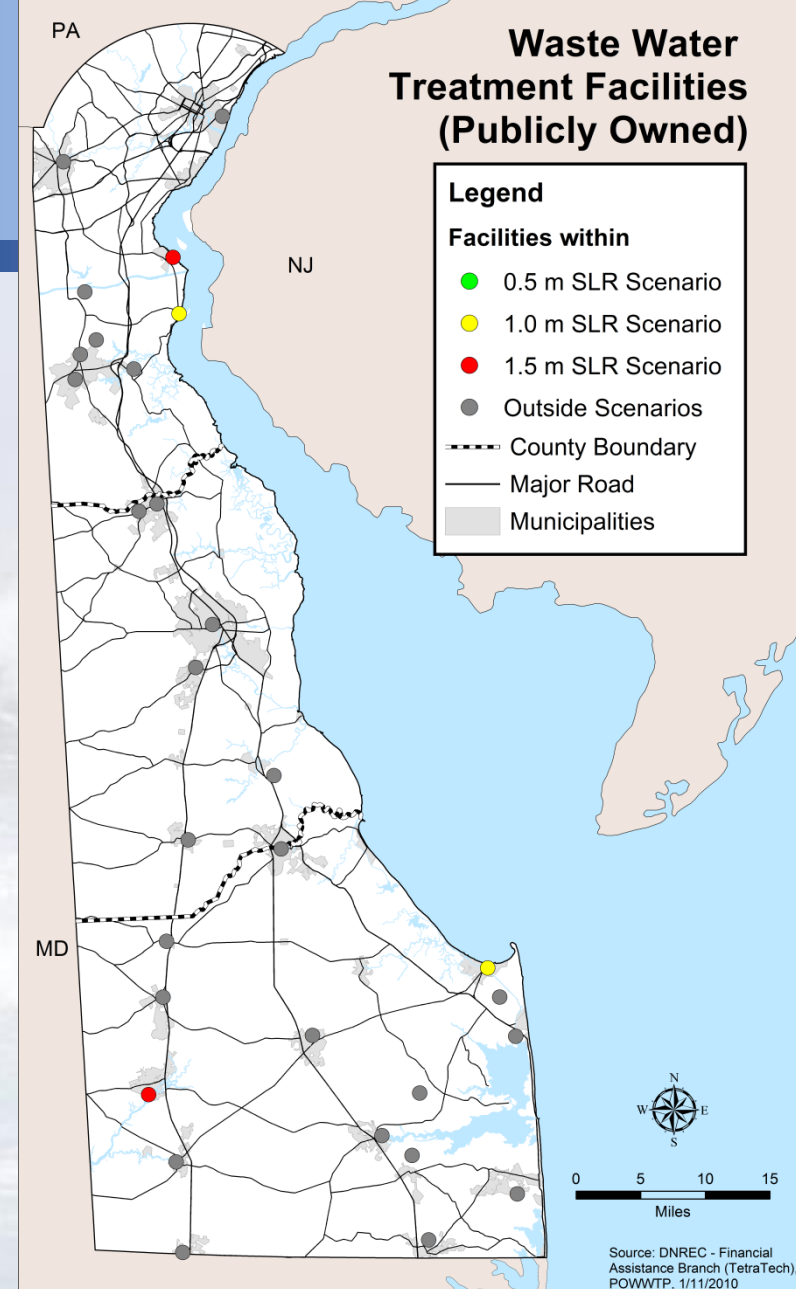 PA
Waste Water
Treatment Facilities
(Publicly Owned)
Legend
Facilities within
0.5 m SLR Scenario
1.0 m SLR Scenario
1.5 m SLR Scenario
Outside Scenarios
County Boundary
Major Road
Municipalities
NJ
MD
N
W E
S
0 5 10 15
Miles
Source: DNREC - Financial
Assistance Branch (TetraTech),
POWWTP, 1/11/2010